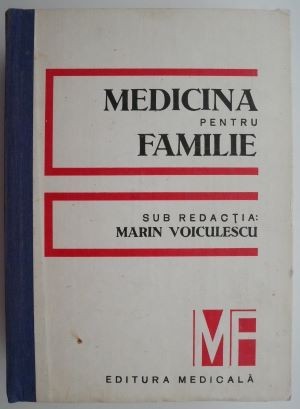 MEDICINA
PENTRU
FAMILIE
SUB REDACȚIA:
MARIN VOICULESCU
MF
EDITURA MEDICALĂ